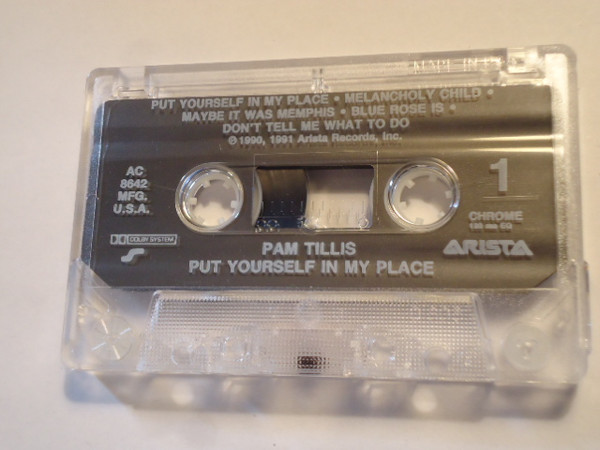 PUT YOURSELF IN MY PLACE • MELANCHOLY CHILD •
MAYBE IT WAS MEMPHIS • BLUE ROSE IS •
DON'T TELL ME WHAT TO DO
℗ 1990, 1991 Arista Records, Inc.
AC
8642
MFG.
U.S.A.
1
CHROME
DOLBY SYSTEM
ARISTA
PAM TILLIS
PUT YOURSELF IN MY PLACE